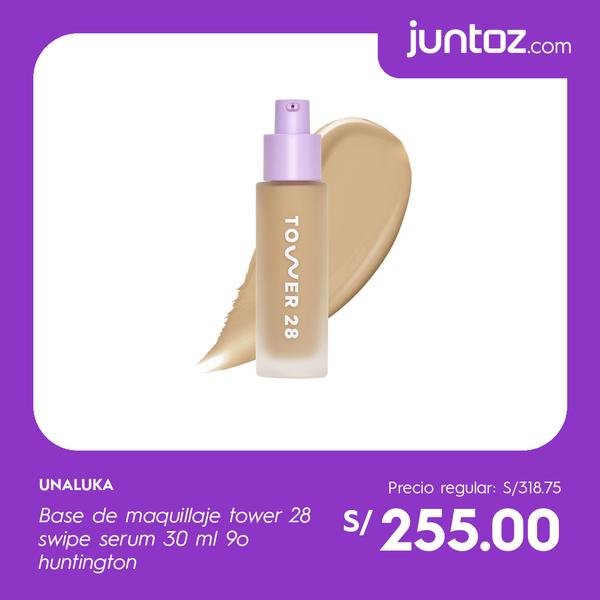 juntoz.com
TOWER 28
UNALUKA
Base de maquillaje tower 28
swipe serum 30 ml 9o
huntington
Precio regular: S/318.75
S/ 255.00